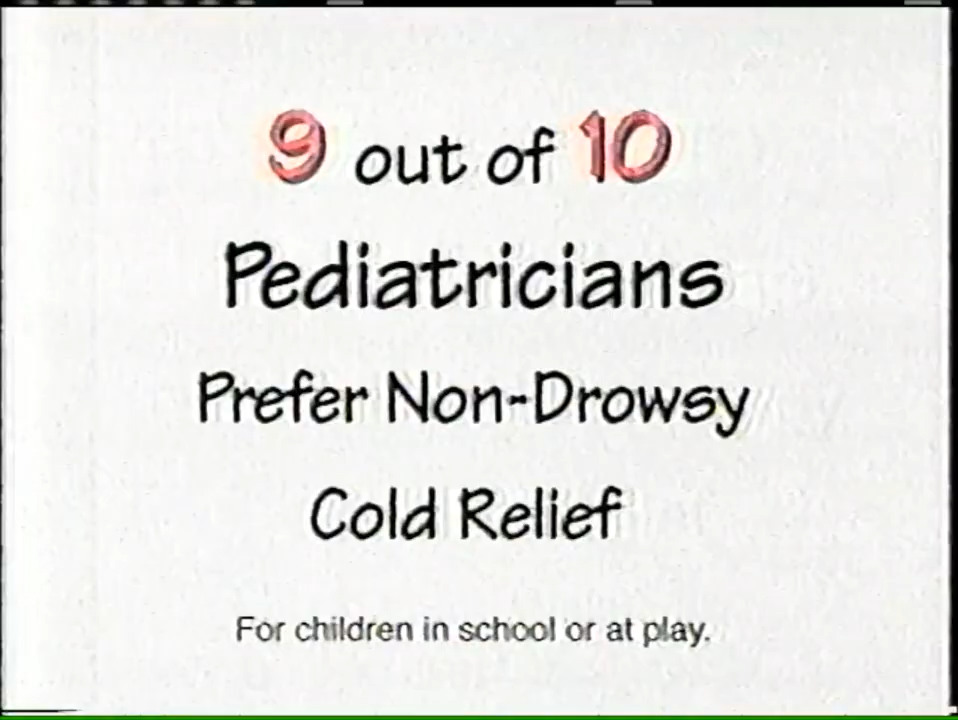 9 out of 10
Pediatricians
Prefer Non-Drowsy
Cold Relief
For children in school or at play.